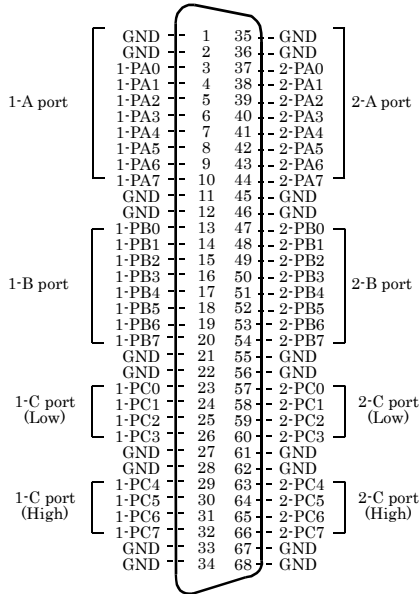 GND 1 35 GND
GND 2 36 GND
1-PA0 3 37 2-PA0
1-PA1 4 38 2-PA1
1-A port 1-PA2 5 39 2-PA2 2-A port
1-PA3 6 40 2-PA3
1-PA4 7 41 2-PA4
1-PA5 8 42 2-PA5
1-PA6 9 43 2-PA6
1-PA7 10 44 2-PA7
GND 11 45 GND
GND 12 46 GND
1-PB0 13 47 2-PB0
1-PB1 14 48 2-PB1
1-PB2 15 49 2-PB2
1-B port 1-PB3 16 50 2-PB3 2-B port
1-PB4 17 51 2-PB4
1-PB5 18 52 2-PB5
1-PB6 19 53 2-PB6
1-PB7 20 54 2-PB7
GND 21 55 GND
GND 22 56 GND
1-PC0 23 57 2-PC0
1-C port 1-PC1 24 58 2-PC1 2-C port
(Low) 1-PC2 25 59 2-PC2 (Low)
1-PC3 26 60 2-PC3
GND 27 61 GND
GND 28 62 GND
1-PC4 29 63 2-PC4
1-C port 1-PC5 30 64 2-PC5 2-C port
(High) 1-PC6 31 65 2-PC6 (High)
1-PC7 32 66 2-PC7
GND 33 67 GND
GND 34 68 GND